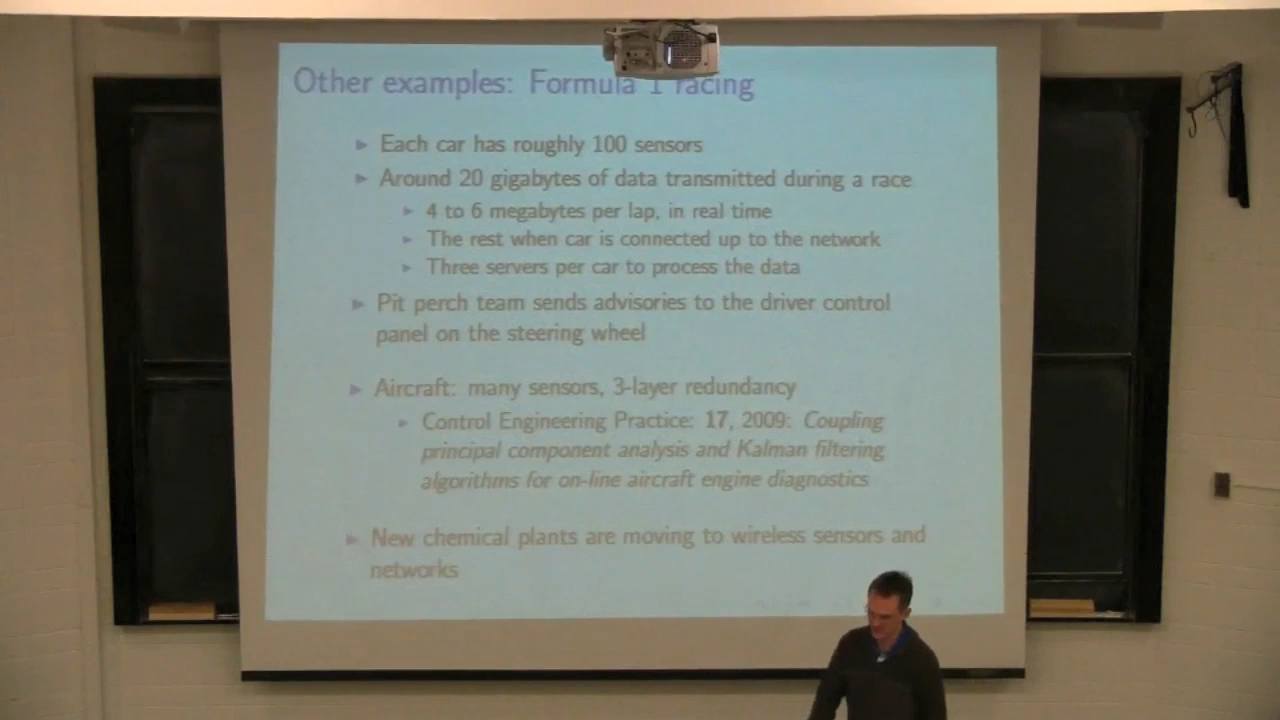 Other examples: Formula 1 racing
Each car has roughly 100 sensors
Around 20 gigabytes of data transmitted during a race
4 to 6 megabytes per lap, in real time
The rest when car is connected up to the network
Three servers per car to process the data
Pit perch team sends advisories to the driver control
panel on the steering wheel
Aircraft: many sensors, 3-layer redundancy
Control Engineering Practice: 17, 2009: Coupling
principal component analysis and Kalman filtering
algorithms for on-line aircraft engine diagnostics
New chemical plants are moving to wireless sensors and
networks